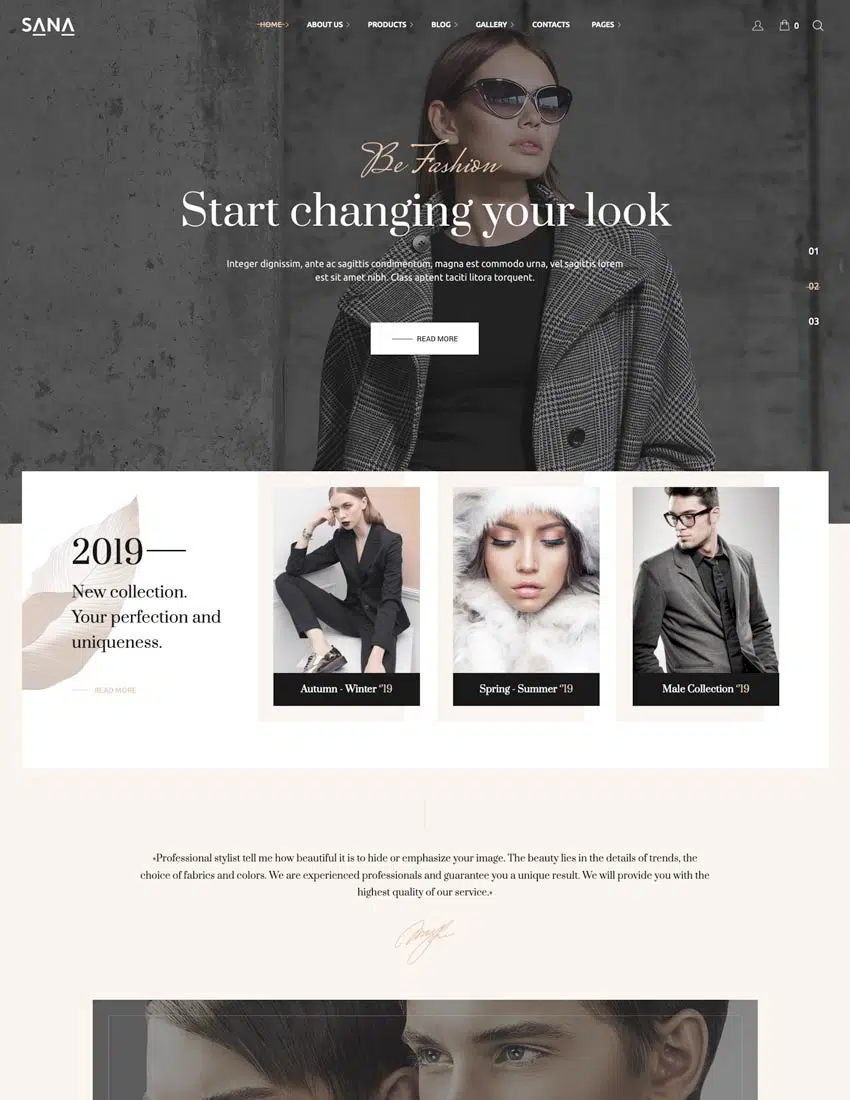 SANA
HOME ABOUT US PRODUCTS BLOG GALLERY CONTACTS PAGES 0
Be Fashion
Start changing your look
Integer dignissim, ante ac sagittis condimentum, magna est commodo urna, vel sagittis lorem
est sit amet nibh. Class aptent taciti litora torquent.
READ MORE
01
02
03
2019
New collection.
Your perfection and
uniqueness.
READ MORE
Autumn - Winter ‘’19
Spring - Summer ‘’19
Male Collection ‘’19
«Professional stylist tell me how beautiful it is to hide or emphasize your image. The beauty lies in the details of trends, the
choice of fabrics and colors. We are experienced professionals and guarantee you a unique result. We will provide you with the
highest quality of our service.»